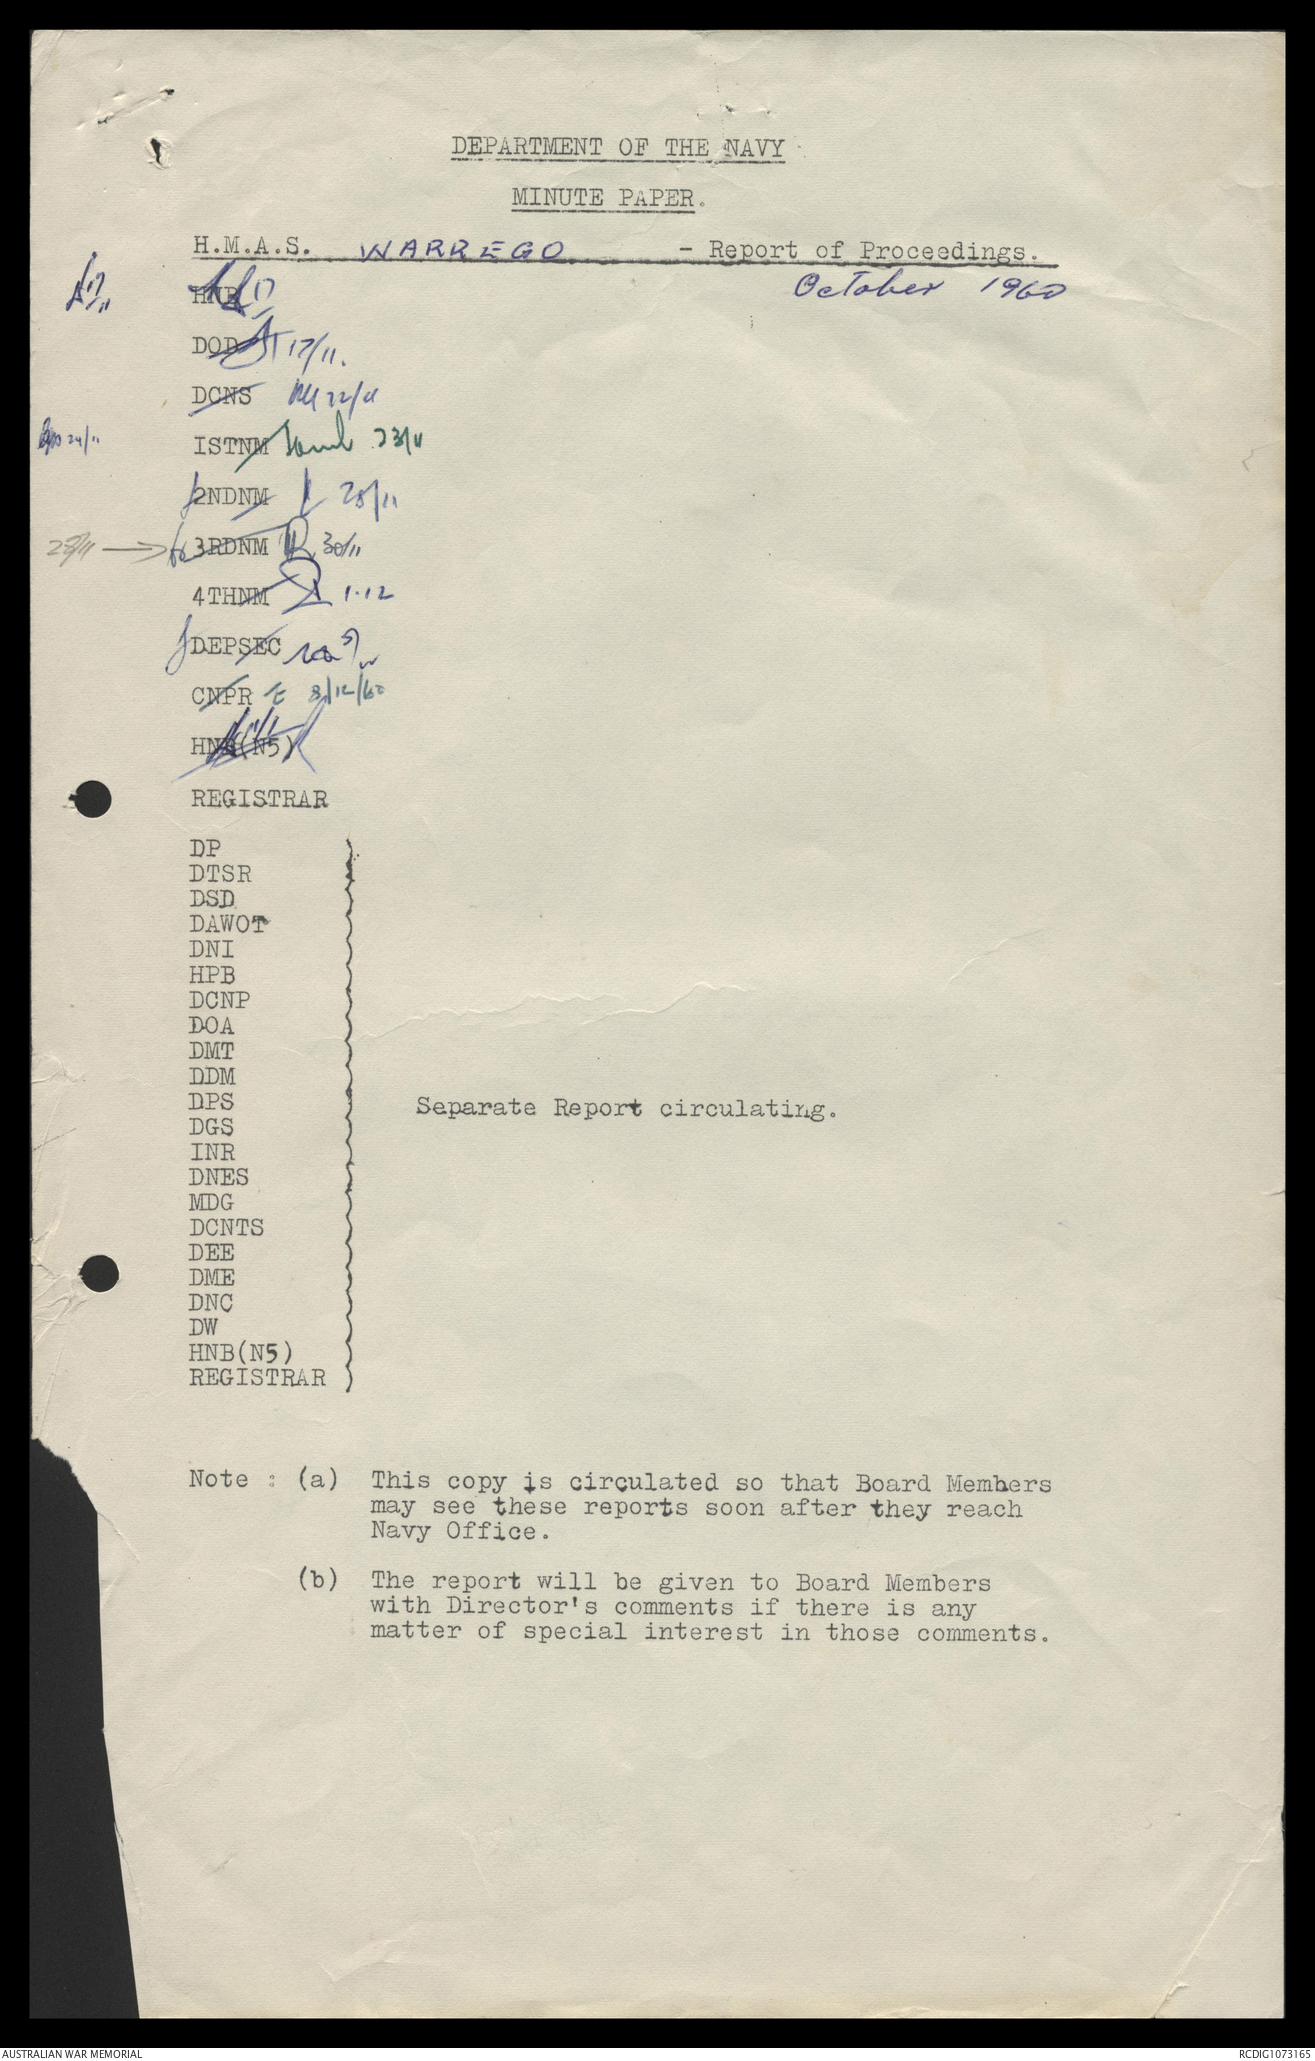 DEPARTMENT OF THE NAVY
MINUTE PAPER.
H.M.A.S. WARREGO - Report of Proceedings.
October 1960
HNB
DOD 17/11.
DCNS 22/11
ISTNM 23/11
24/11
2NDNM 28/11
28/11 → 3RDNM 30/11
4THNM 1.12
DEPSEC
CNPR 8/12/60
HNB(N5)
REGISTRAR
DP
DTSR
DSD
DAWOT
DNI
HPB
DCNP
DOA
DMT
DDM
DPS
Separate Report circulating.
DGS
INR
DNES
MDG
DCNTS
DEE
DME
DNC
DW
HNB(N5)
REGISTRAR
Note : (a) This copy is circulated so that Board Members
may see these reports soon after they reach
Navy Office.
(b) The report will be given to Board Members
with Director's comments if there is any
matter of special interest in those comments.
AUSTRALIAN WAR MEMORIAL
RCDIG1073165